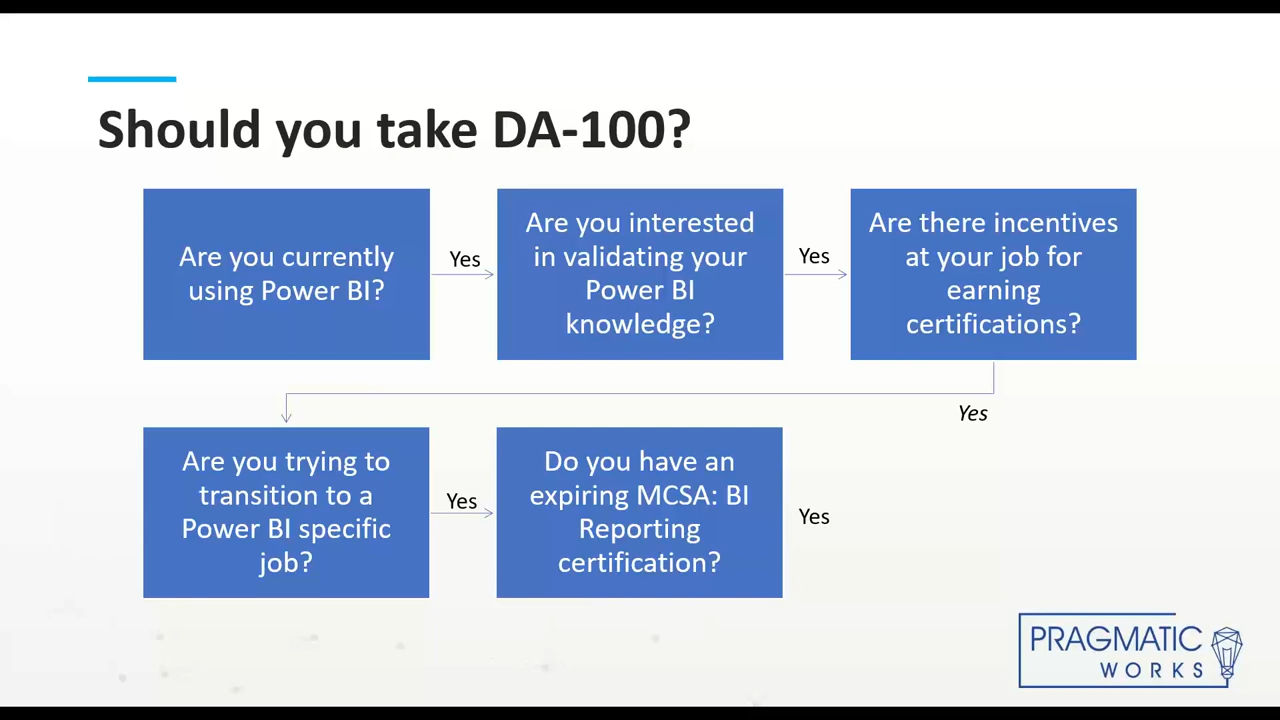 Should you take DA-100?
Are you currently
using Power BI?
Yes
Are you interested
in validating your
Power BI
knowledge?
Yes
Are there incentives
at your job for
earning
certifications?
Yes
Are you trying to
transition to a
Power BI specific
job?
Yes
Do you have an
expiring MCSA: BI
Reporting
certification?
Yes
PRAGMATIC
WORKS